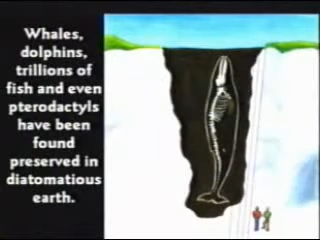 Whales,
dolphins,
trillions of
fish and even
pterodactyls
have been
found
preserved in
diatomatious
earth.